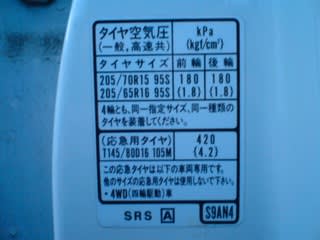 タイヤ空気圧 kPa
(一般,高速共) (kgf/cm²)
タイヤサイズ 前輪 後輪
205/70R15 95S 180 180
205/65R16 95S (1.8) (1.8)
4輪とも、同一指定サイズ、同一種類の
タイヤを装着してください。
(応急用タイヤ) 420
T145/80D16 105M (4.2)
この応急用タイヤは以下の車両専用です。
他のサイズの応急用タイヤは使用しないで下さい。
・4WD(四輪駆動)車
SRS A S9AN4